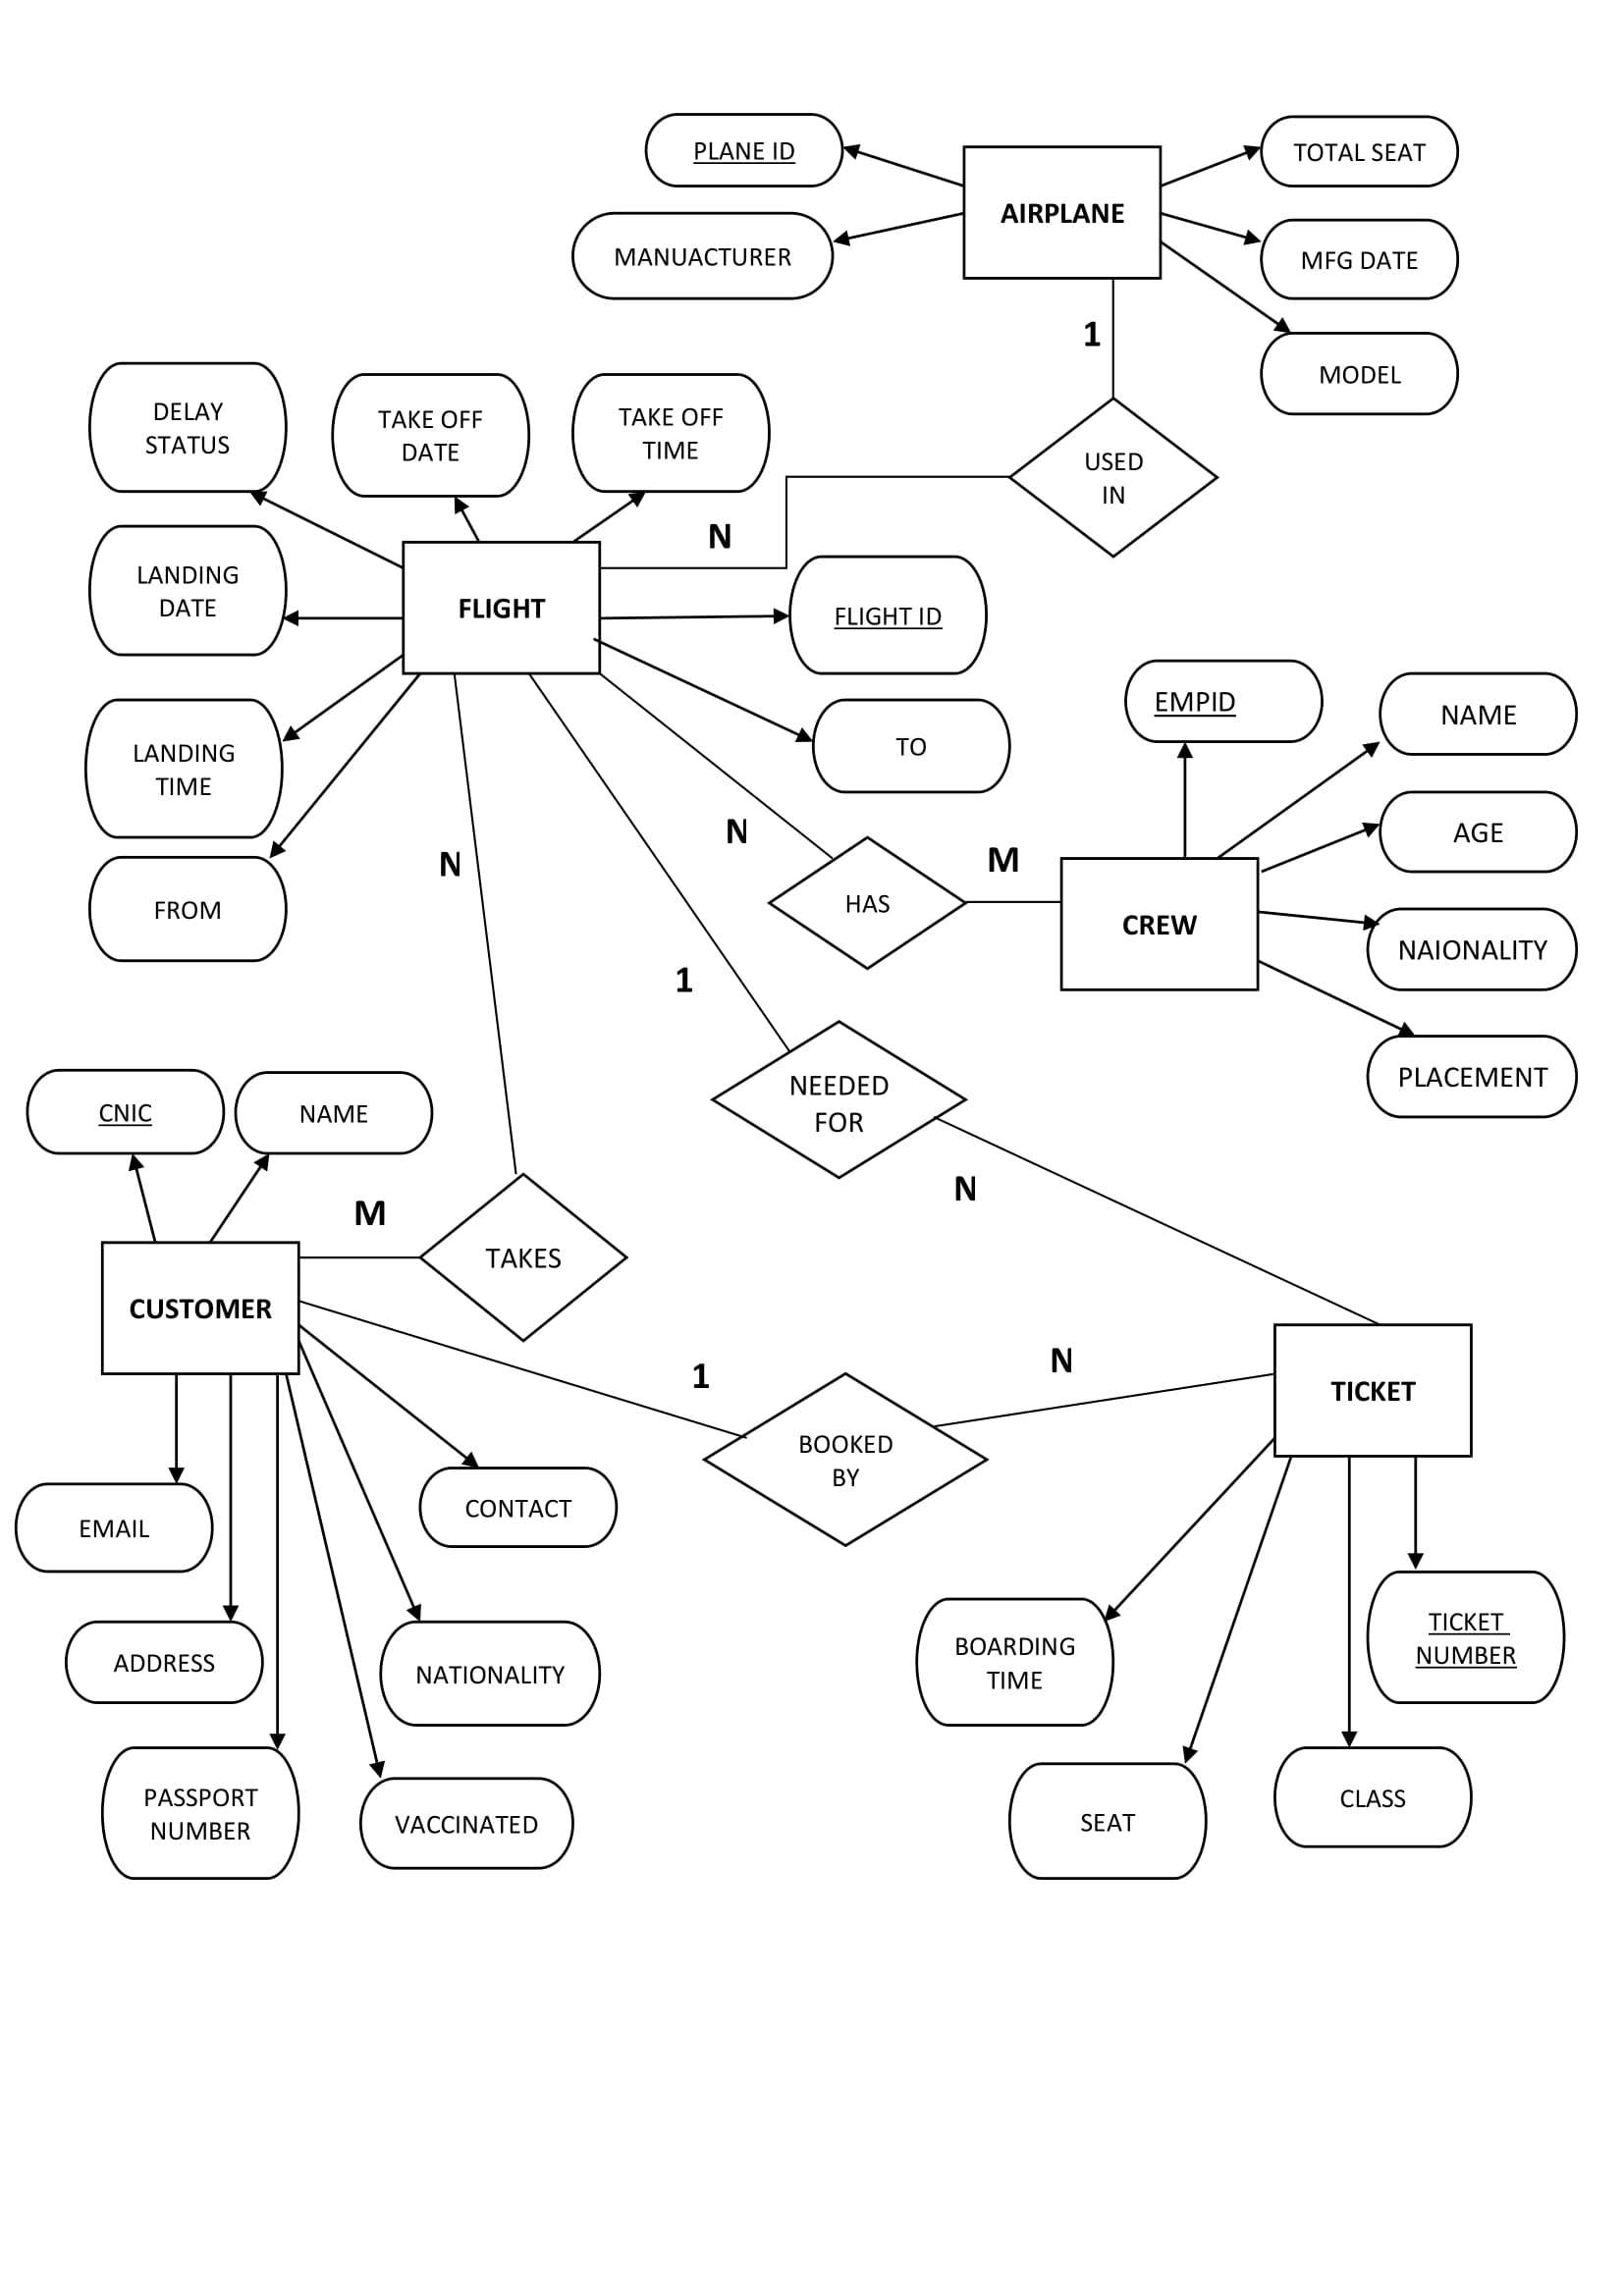 PLANE ID
TOTAL SEAT
AIRPLANE
MANUACTURER
MFG DATE
1
MODEL
DELAY
STATUS
TAKE OFF
DATE
TAKE OFF
TIME
USED
IN
N
LANDING
DATE
FLIGHT
FLIGHT ID
EMPID
NAME
TO
LANDING
TIME
N
M
AGE
N
FROM
HAS
CREW
NAIONALITY
1
NEEDED
FOR
PLACEMENT
CNIC
NAME
N
M
TAKES
CUSTOMER
1
N
TICKET
BOOKED
BY
CONTACT
EMAIL
TICKET
NUMBER
BOARDING
TIME
ADDRESS
NATIONALITY
PASSPORT
NUMBER
VACCINATED
SEAT
CLASS